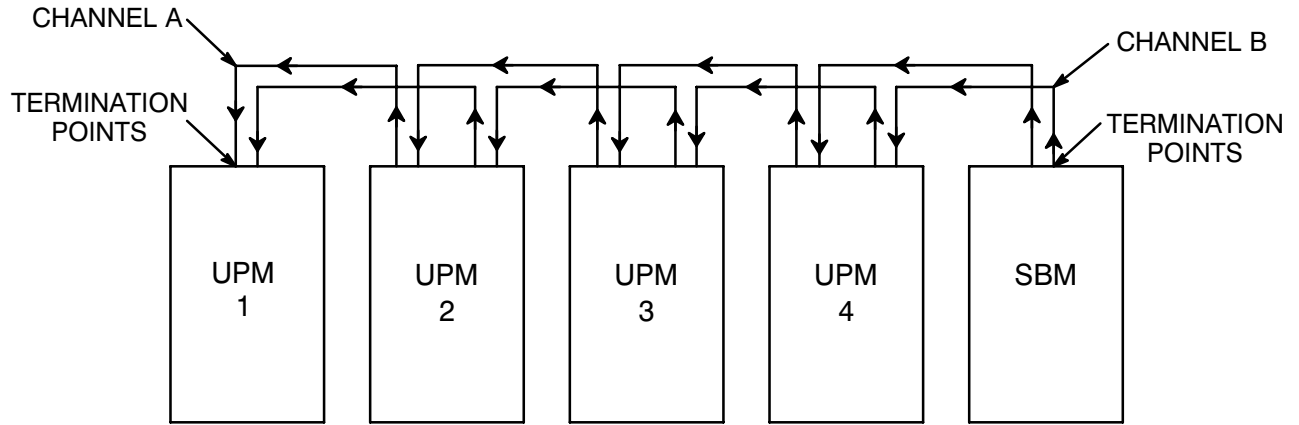 CHANNEL A
CHANNEL B
TERMINATION
POINTS
TERMINATION
POINTS
UPM
1
UPM
2
UPM
3
UPM
4
SBM